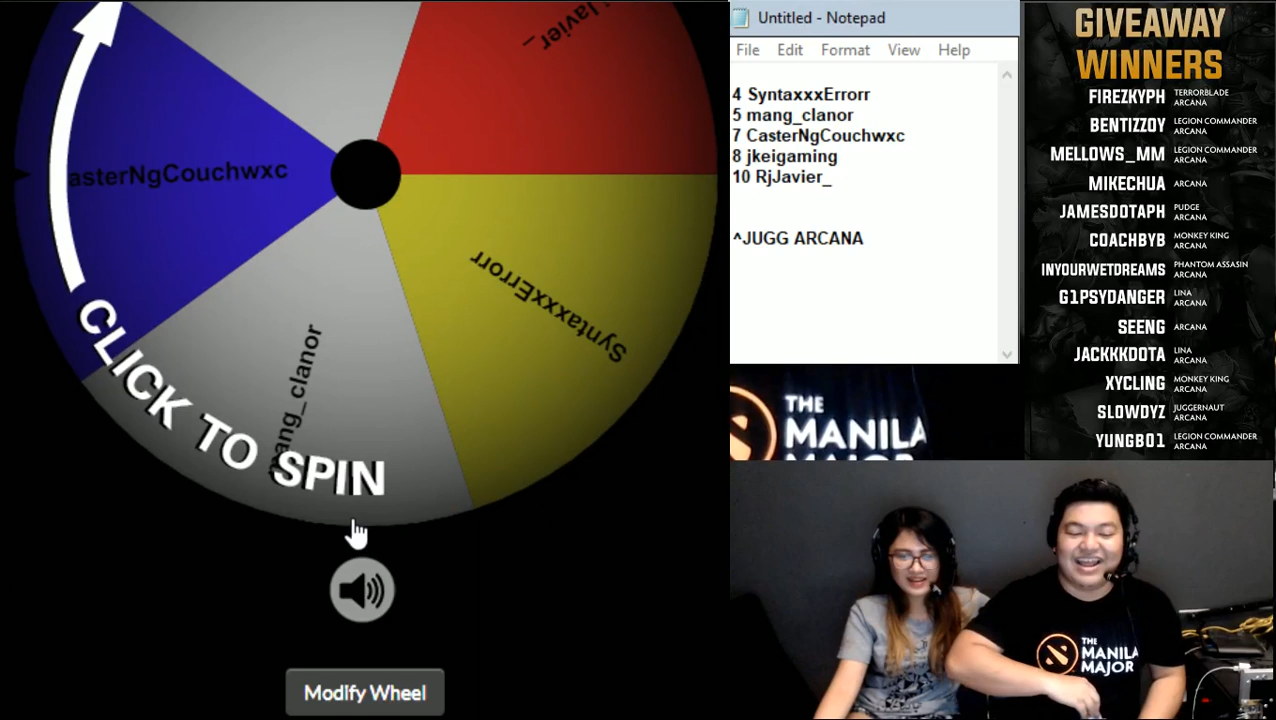 Javier_
asterNgCouchwxc
SyntaxxxErrorr
mang_clanor
CLICK TO SPIN
Modify Wheel
Untitled - Notepad
File Edit Format View Help
4 SyntaxxxErrorr
5 mang_clanor
7 CasterNgCouchwxc
8 jkeigaming
10 RjJavier_
^JUGG ARCANA
THE
MANILA
MAJOR
THE
MANILA
MAJOR
GIVEAWAY
WINNERS
FIREZKYPH TERRORBLADE ARCANA
BENTIZZOY LEGION COMMANDER ARCANA
MELLOWS_MM LEGION COMMANDER ARCANA
MIKECHUA ARCANA
JAMESDOTAPH PUDGE ARCANA
COACHBYB MONKEY KING ARCANA
INYOURWETDREAMS PHANTOM ASSASIN ARCANA
G1PSYDANGER LINA ARCANA
SEENG ARCANA
JACKKKDOTA LINA ARCANA
XYCLING MONKEY KING ARCANA
SLOWDYZ JUGGERNAUT ARCANA
YUNGB01 LEGION COMMANDER ARCANA